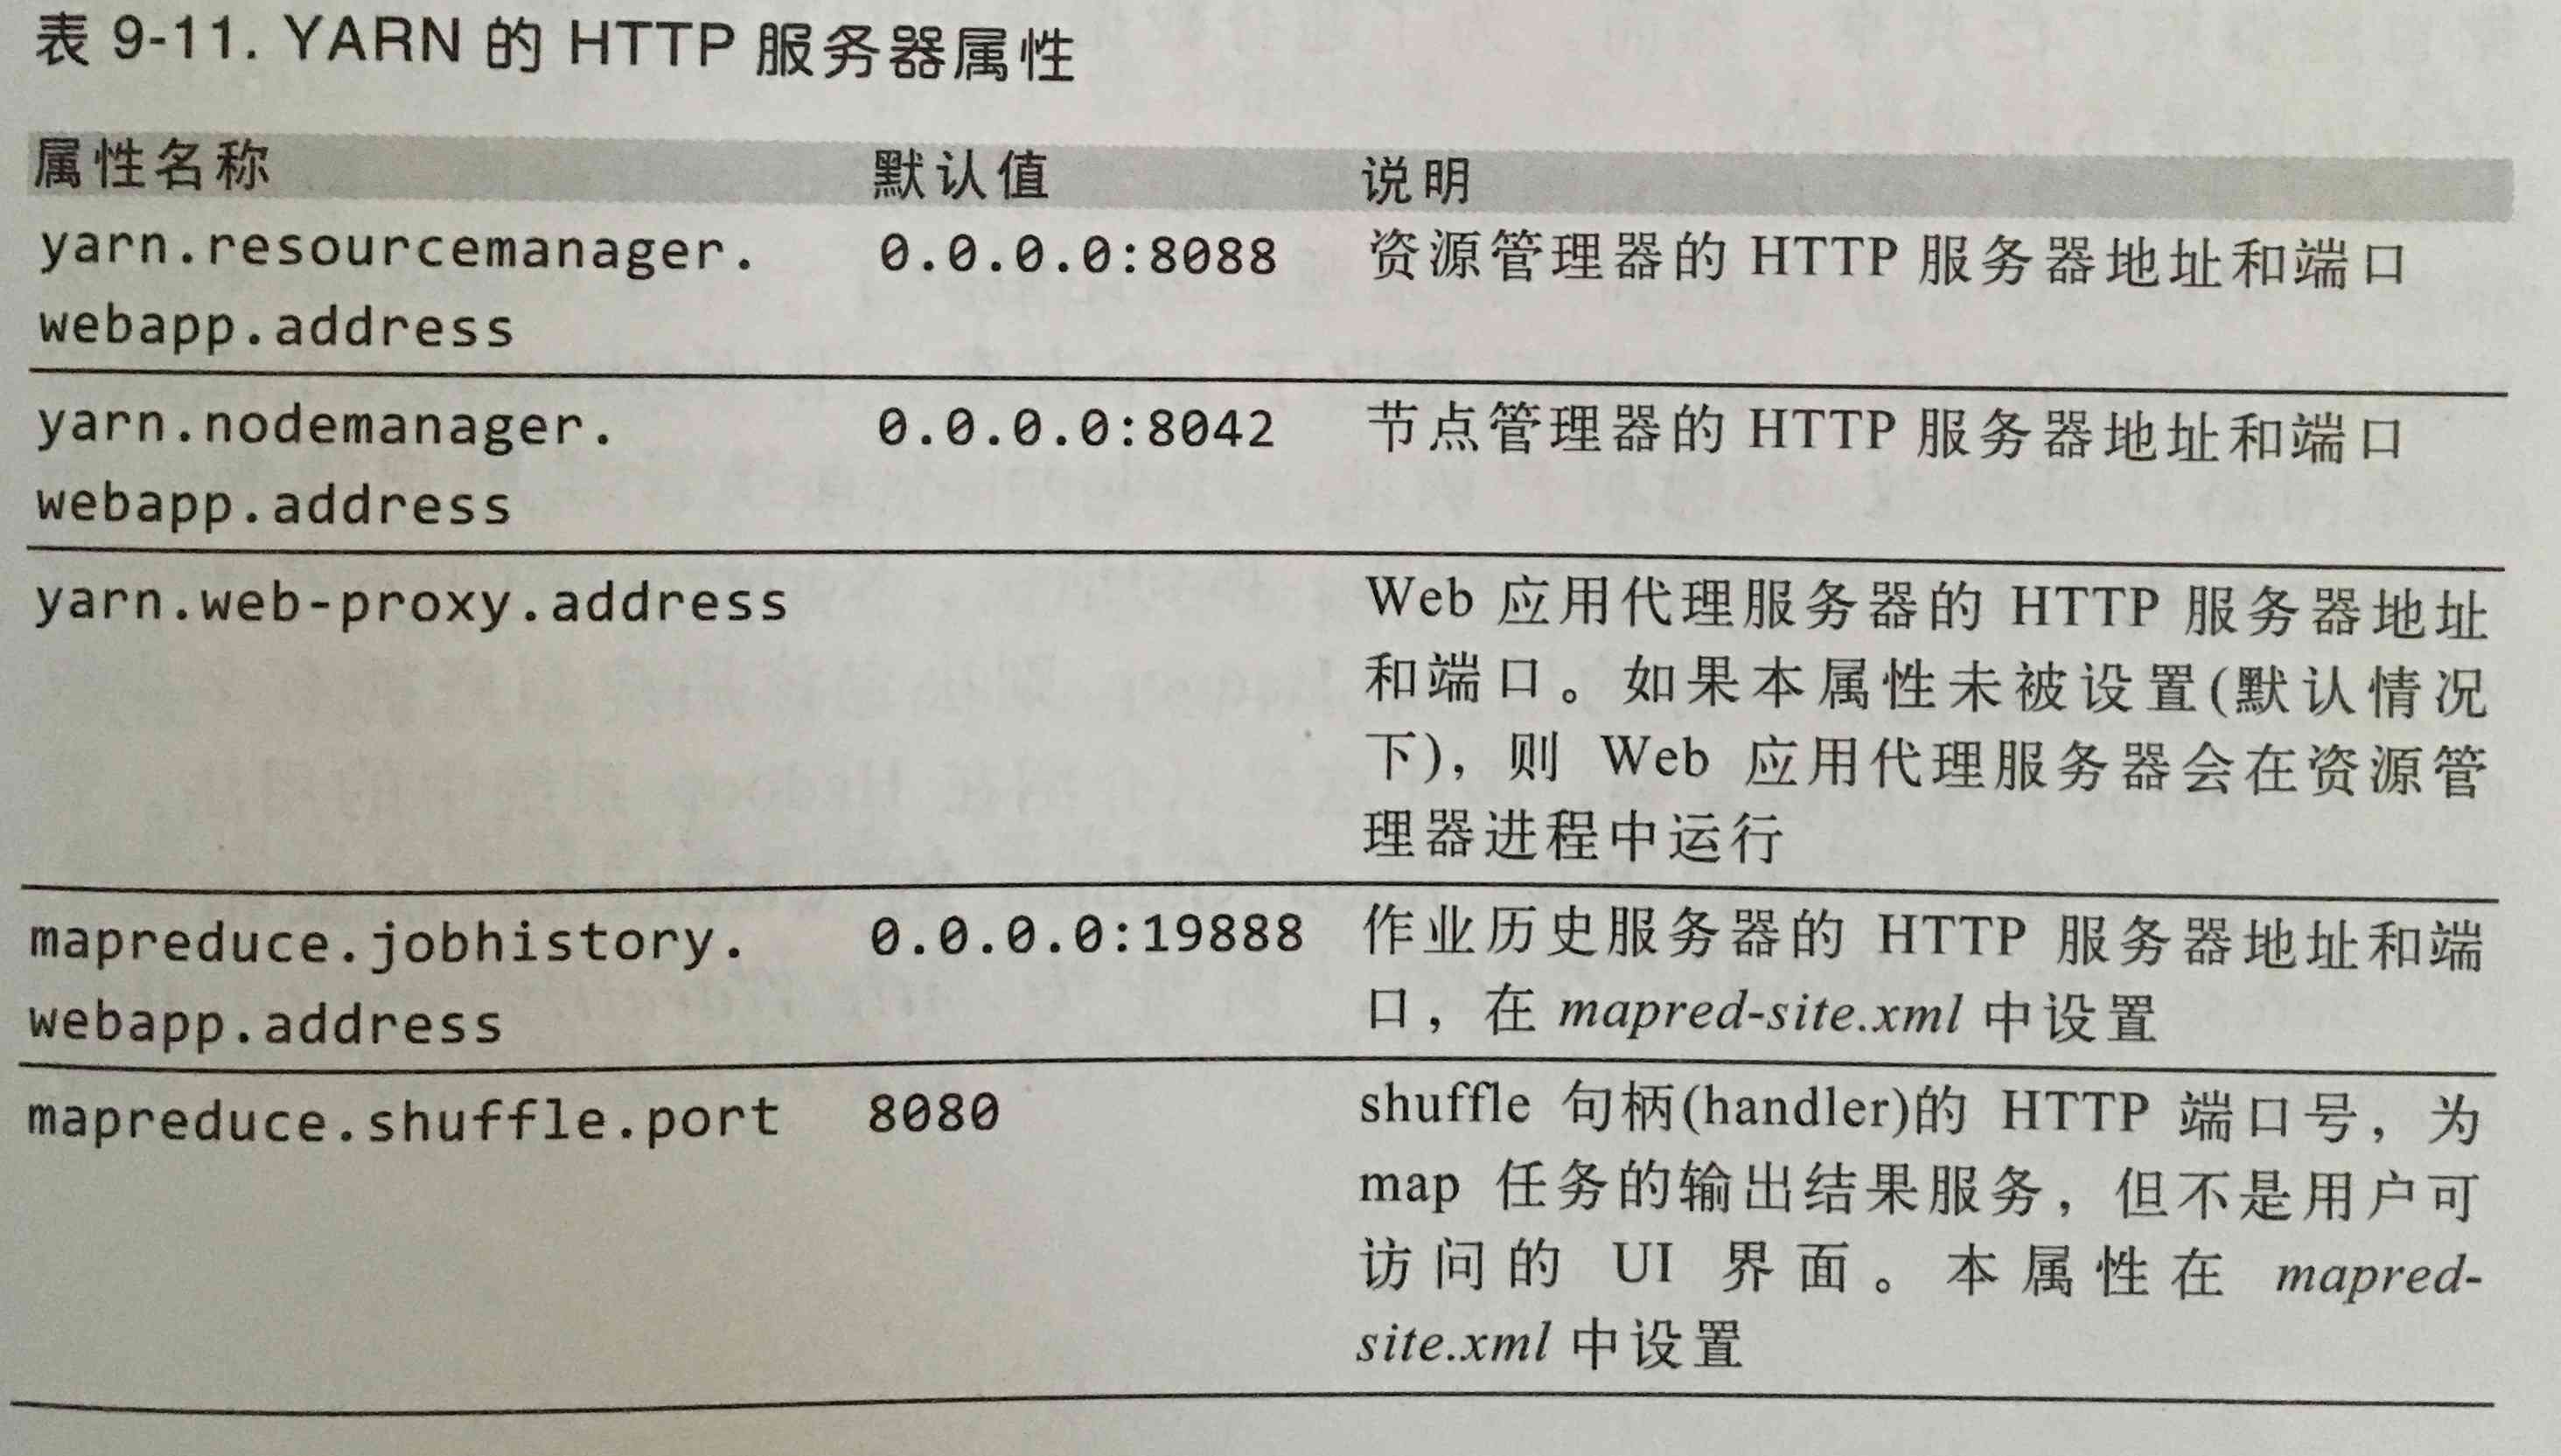 表 9-11. YARN 的 HTTP 服务器属性
属性名称 默认值 说明
yarn.resourcemanager. 0.0.0.0:8088 资源管理器的 HTTP 服务器地址和端口
webapp.address
yarn.nodemanager. 0.0.0.0:8042 节点管理器的 HTTP 服务器地址和端口
webapp.address
yarn.web-proxy.address Web 应用代理服务器的 HTTP 服务器地址
和端口。如果本属性未被设置(默认情况
下)，则 Web 应用代理服务器会在资源管
理器进程中运行
mapreduce.jobhistory. 0.0.0.0:19888 作业历史服务器的 HTTP 服务器地址和端
webapp.address 口，在 mapred-site.xml 中设置
mapreduce.shuffle.port 8080 shuffle 句柄(handler)的 HTTP 端口号，为
map 任务的输出结果服务，但不是用户可
访问的 UI 界面。本属性在 mapred-
site.xml 中设置